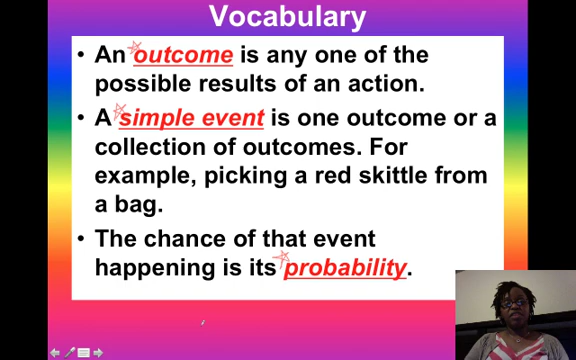 Vocabulary
• An outcome is any one of the
possible results of an action.
• A simple event is one outcome or a
collection of outcomes. For
example, picking a red skittle from
a bag.
• The chance of that event
happening is its probability.